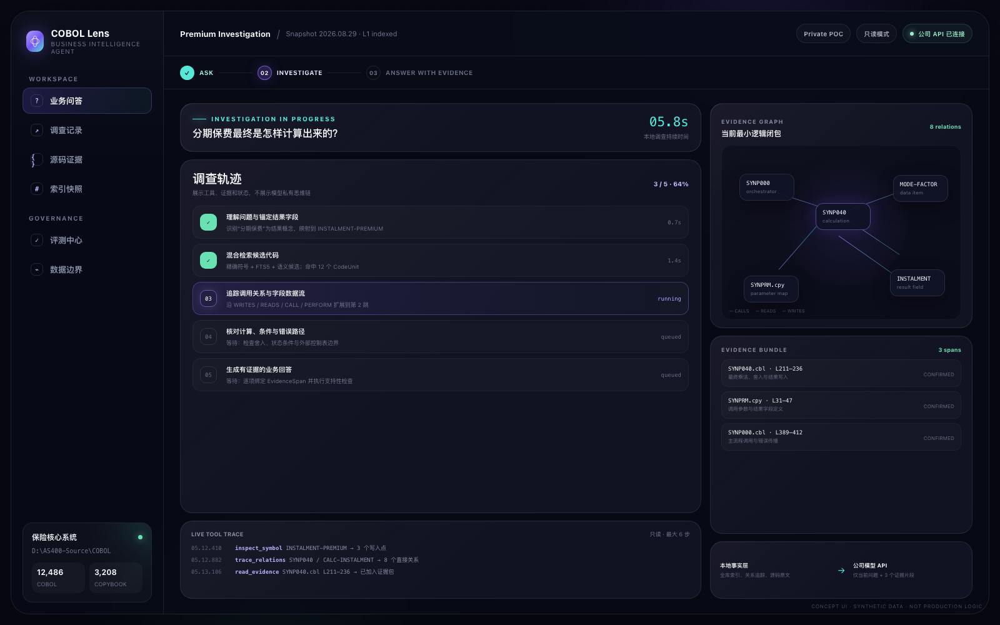 COBOL Lens
BUSINESS INTELLIGENCE
AGENT
WORKSPACE
? 业务问答
↗ 调查记录
{ } 源码证据
# 索引快照
GOVERNANCE
✓ 评测中心
⌁ 数据边界
保险核心系统
D:\AS400-Source\COBOL
12,486
COBOL
3,208
COPYBOOK
Premium Investigation / Snapshot 2026.08.29 · L1 indexed
Private POC
只读模式
公司 API 已连接
✓ ASK
02 INVESTIGATE
03 ANSWER WITH EVIDENCE
INVESTIGATION IN PROGRESS
分期保费最终是怎样计算出来的?
05.8s
本地调查持续时间
调查轨迹
展示工具、证据和状态，不展示模型私有思维链
3 / 5 · 64%
✓ 理解问题与锚定结果字段
识别“分期保费”为结果概念，映射到 INSTALMENT-PREMIUM
0.7s
✓ 混合检索候选代码
精确符号 + FTS5 + 语义候选；命中 12 个 CodeUnit
1.4s
03 追踪调用关系与字段数据流
沿 WRITES / READS / CALL / PERFORM 扩展到第 2 跳
running
04 核对计算、条件与错误路径
等待：检查舍入、状态条件与外部控制表边界
queued
05 生成有证据的业务回答
等待：逐项绑定 EvidenceSpan 并执行支持性检查
queued
LIVE TOOL TRACE
只读 · 最大 6 步
05.12.410 inspect_symbol INSTALMENT-PREMIUM → 3 个写入点
05.12.882 trace_relations SYNP040 / CALC-INSTALMENT → 8 个直接关系
05.13.106 read_evidence SYNP040.cbl L211–236 → 已加入证据包
EVIDENCE GRAPH
当前最小逻辑闭包
8 relations
SYNP000
orchestrator
MODE-FACTOR
data item
SYNP040
calculation
SYNPRM.cpy
parameter map
INSTALMENT
result field
— CALLS — READS — WRITES
EVIDENCE BUNDLE
3 spans
SYNP040.cbl · L211–236
最终乘法、舍入与结果写入
CONFIRMED
SYNPRM.cpy · L31–47
调用参数与结果字段定义
CONFIRMED
SYNP000.cbl · L389–412
主流程调用与错误传播
CONFIRMED
本地事实层
全库索引、关系追踪、源码原文
→
公司模型 API
仅当前问题 + 3 个证据片段
CONCEPT UI · SYNTHETIC DATA · NOT PRODUCTION LOGIC